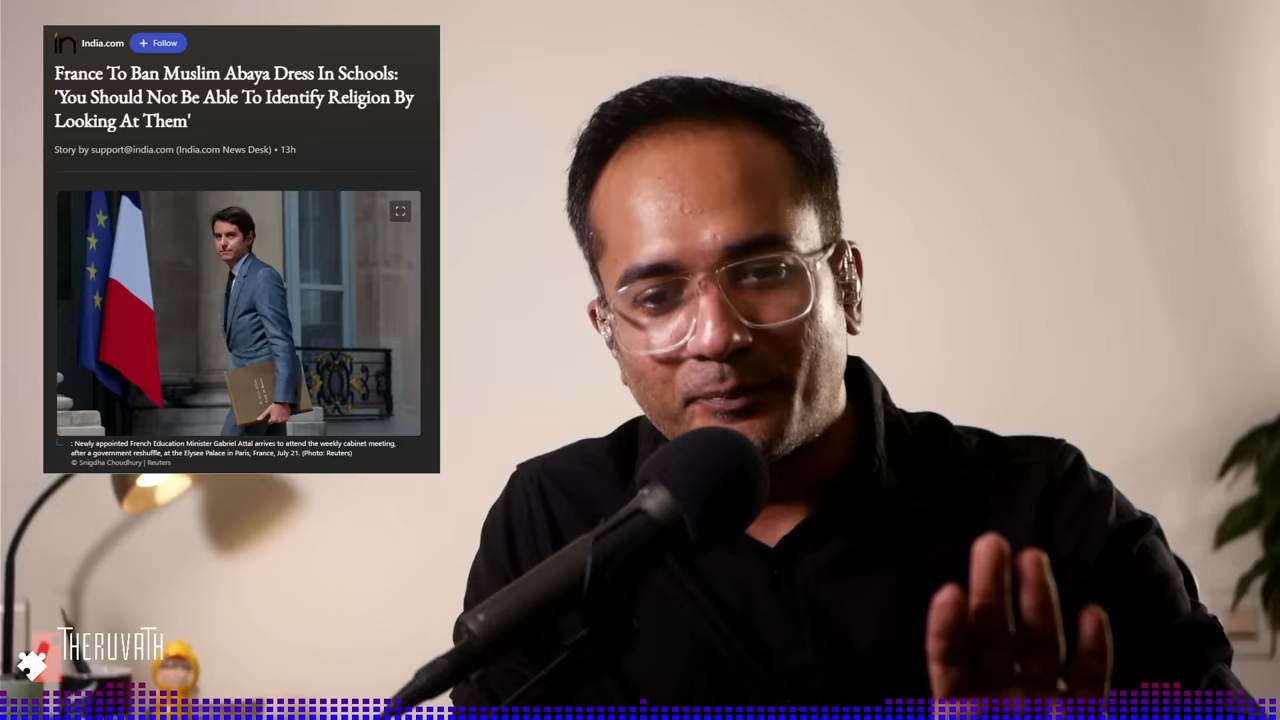 in India.com + Follow
France To Ban Muslim Abaya Dress In Schools:
'You Should Not Be Able To Identify Religion By
Looking At Them'
Story by support@india.com (India.com News Desk) • 13h
: Newly appointed French Education Minister Gabriel Attal arrives to attend the weekly cabinet meeting,
after a government reshuffle, at the Elysee Palace in Paris, France, July 21. (Photo: Reuters)
© Snigdha Choudhury | Reuters
THERUVATH